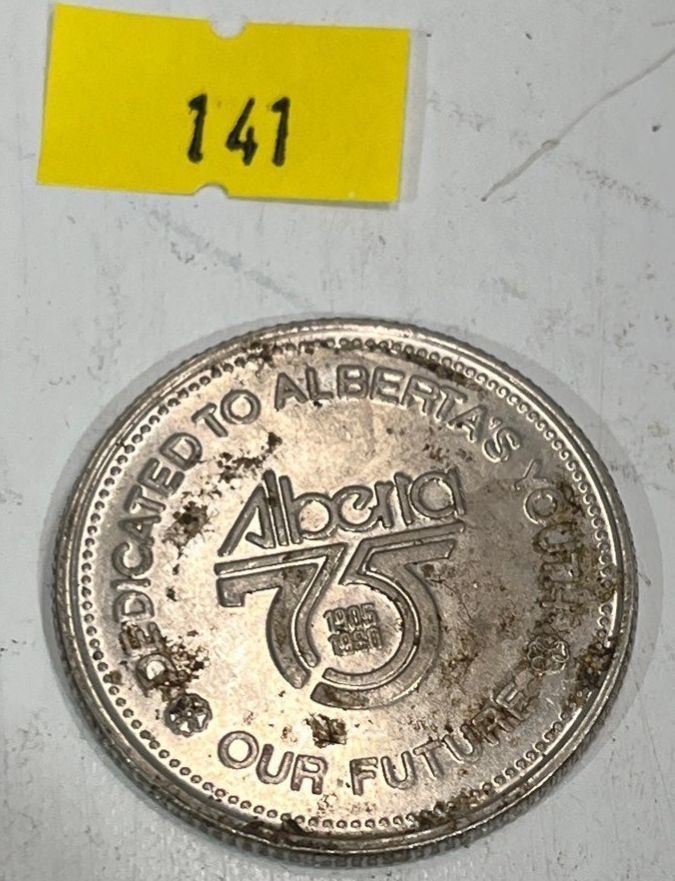 141
DEDICATED TO ALBERTA'S YOUTH
Alberta
75
1905
1980
OUR FUTURE